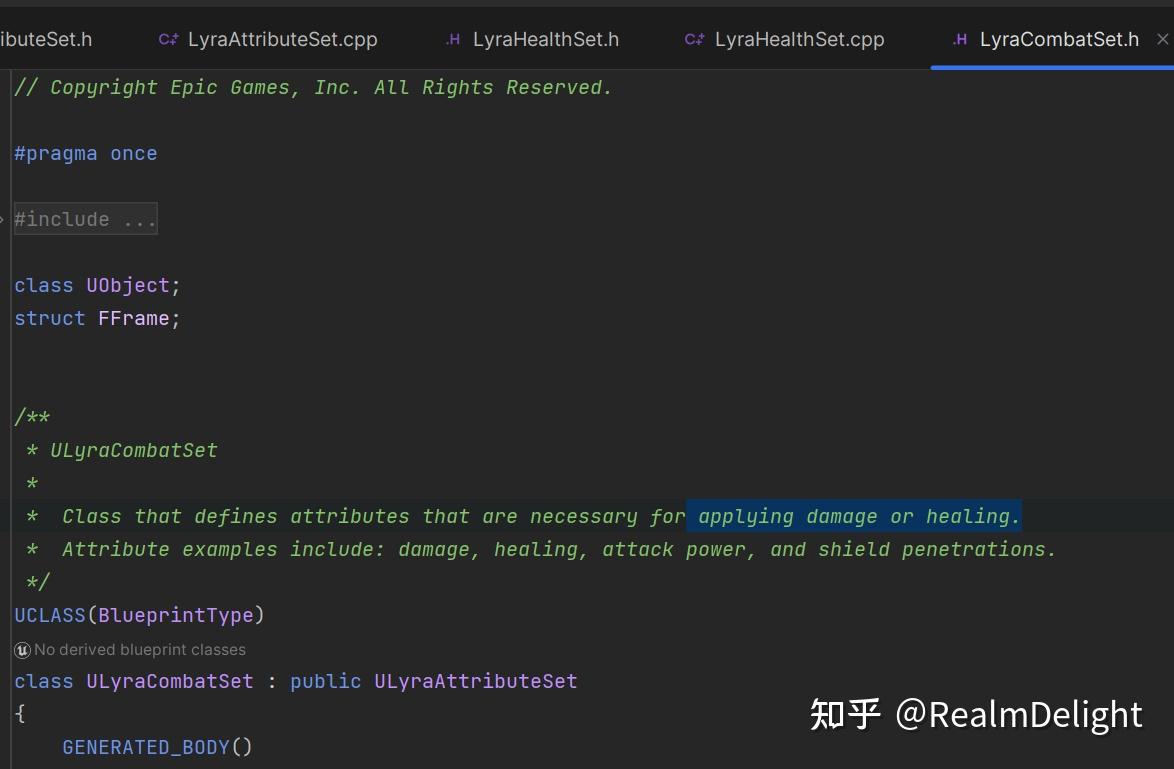 ibuteSet.h LyraAttributeSet.cpp LyraHealthSet.h LyraHealthSet.cpp LyraCombatSet.h
// Copyright Epic Games, Inc. All Rights Reserved.
#pragma once
#include ...
class UObject;
struct FFrame;
/**
* ULyraCombatSet
*
* Class that defines attributes that are necessary for applying damage or healing.
* Attribute examples include: damage, healing, attack power, and shield penetrations.
*/
UCLASS(BlueprintType)
No derived blueprint classes
class ULyraCombatSet : public ULyraAttributeSet
{
GENERATED_BODY()
知乎 @RealmDelight